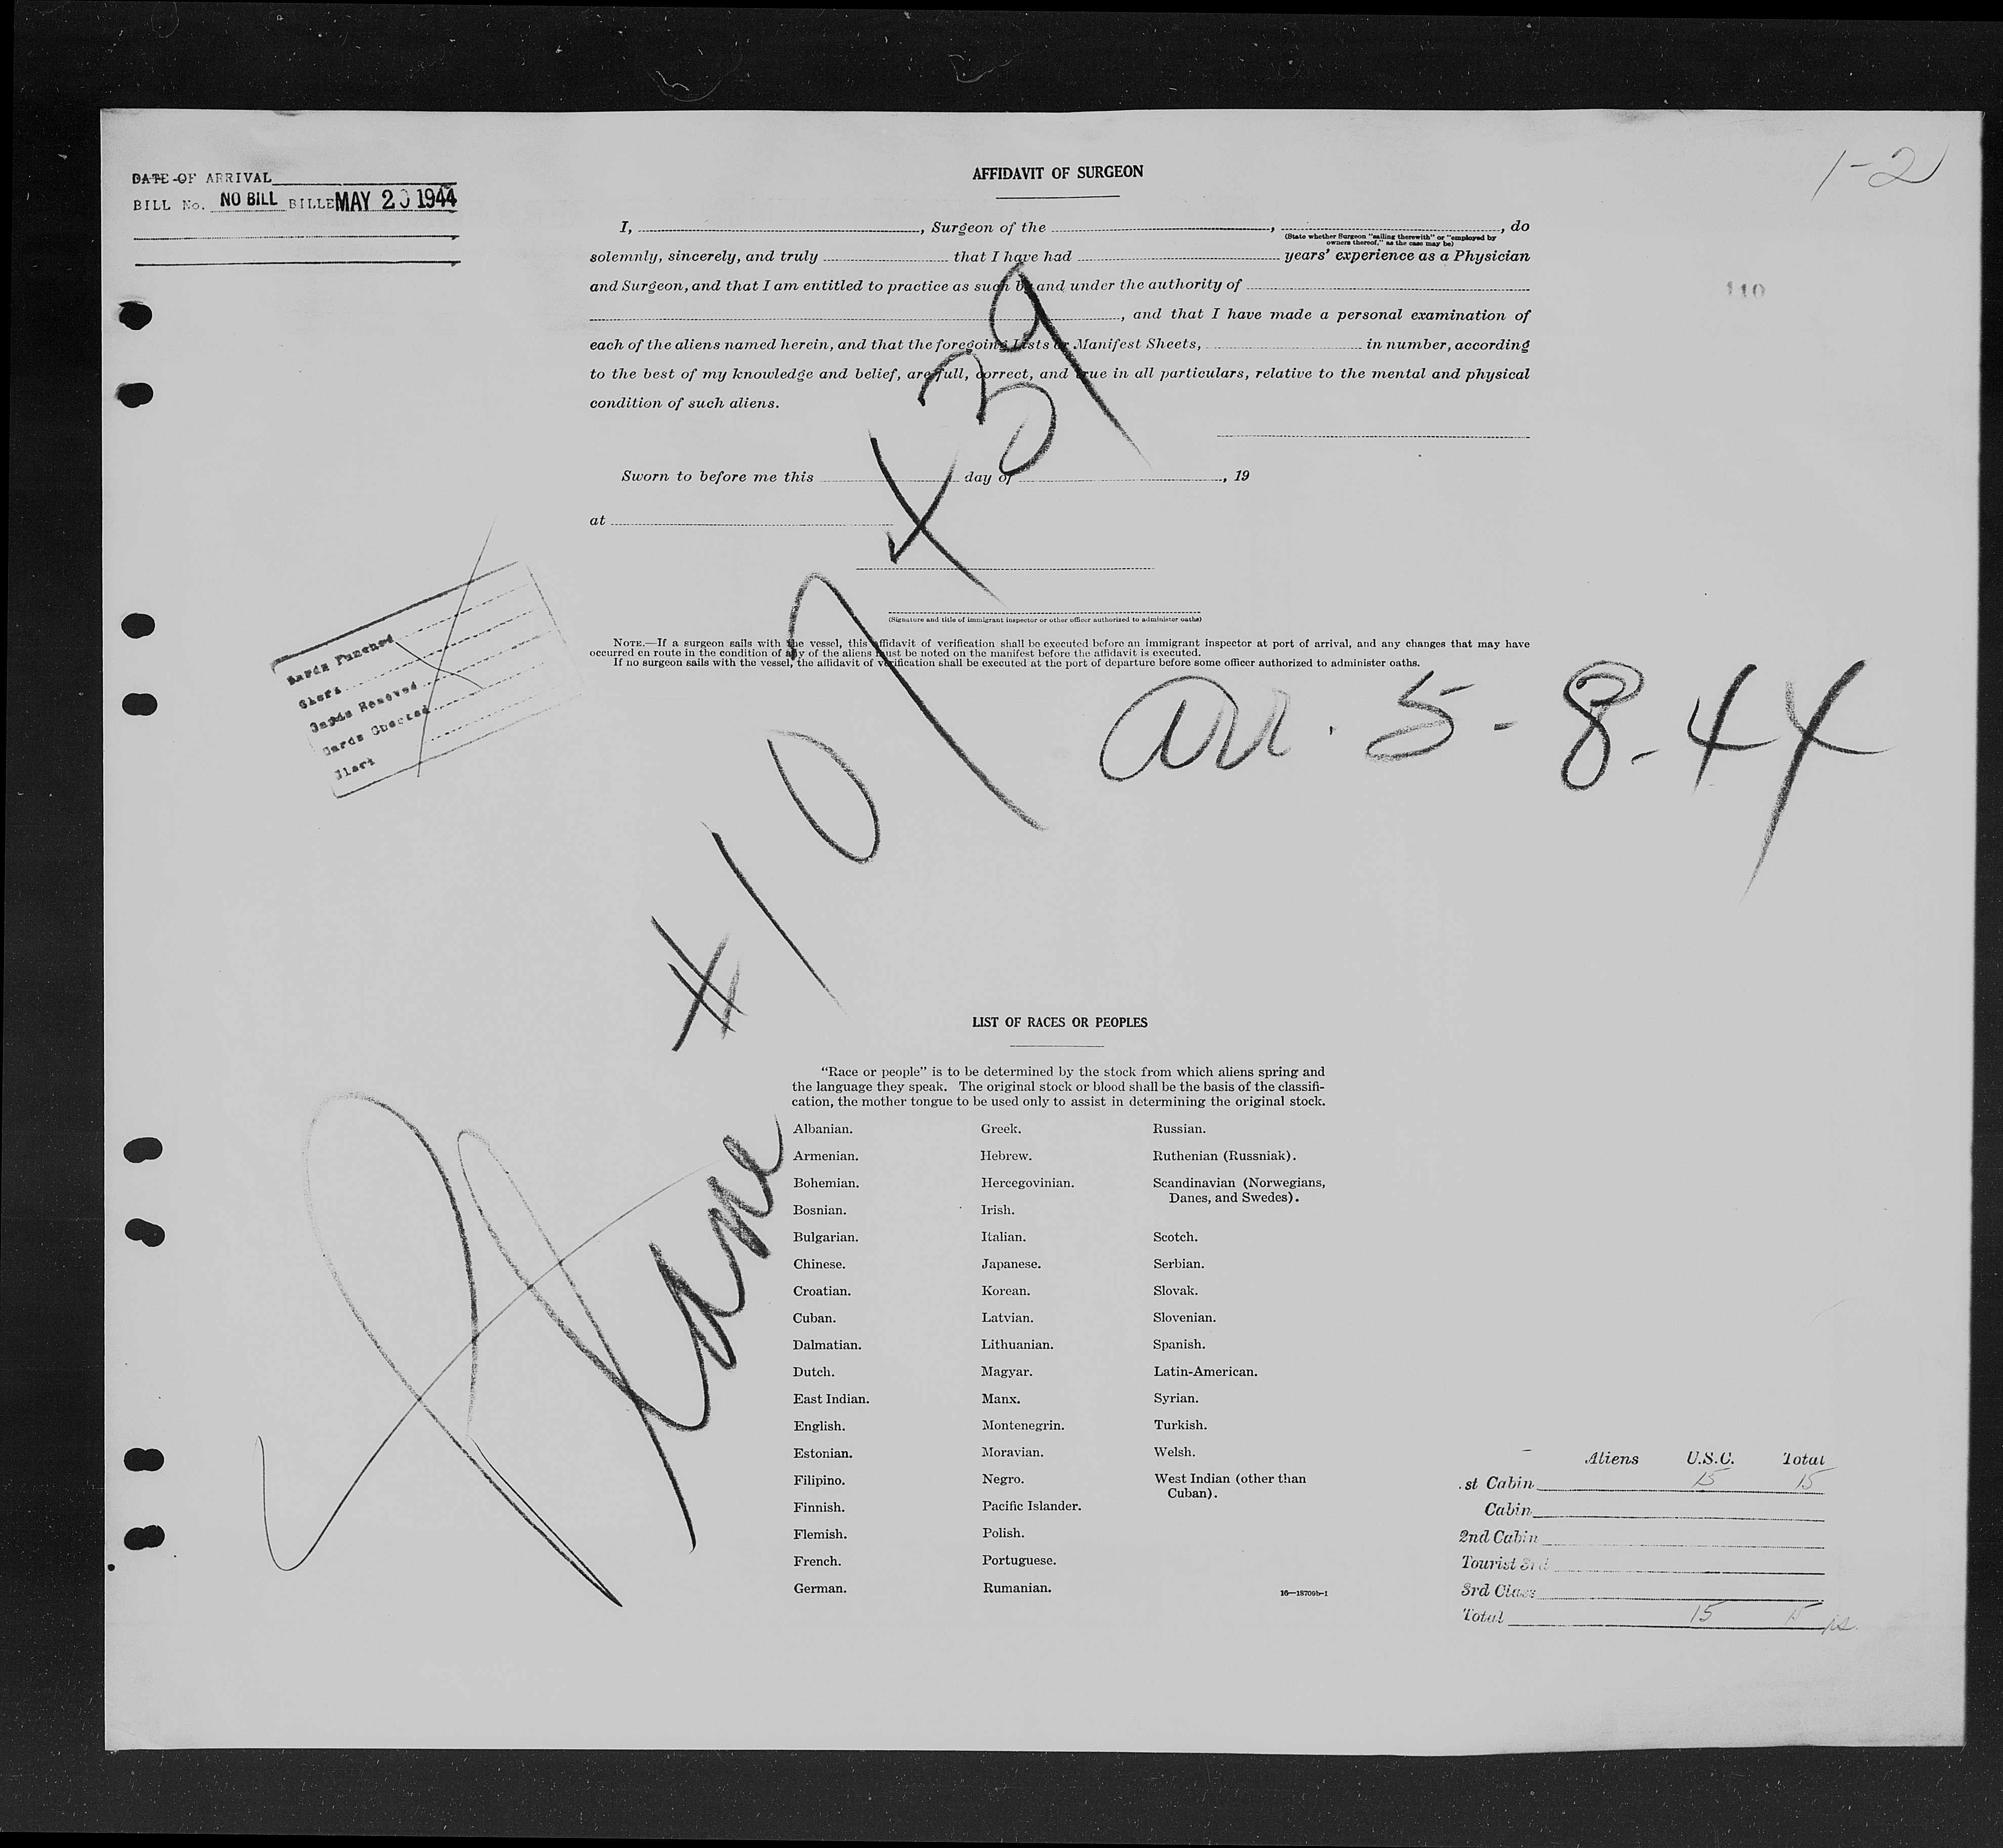 DATE OF ARRIVAL
BILL No. NO BILL BILLE MAY 20 1944
1-2
110
AFFIDAVIT OF SURGEON
I, , Surgeon of the , , do
(State whether Surgeon "sailing therewith" or "employed by
owners thereof," as the case may be)
solemnly, sincerely, and truly that I have had years' experience as a Physician
and Surgeon, and that I am entitled to practice as such by and under the authority of
, and that I have made a personal examination of
each of the aliens named herein, and that the foregoing Lists or Manifest Sheets, in number, according
to the best of my knowledge and belief, are full, correct, and true in all particulars, relative to the mental and physical
condition of such aliens.
Sworn to before me this day of , 19
at
(Signature and title of immigrant inspector or other officer authorized to administer oaths)
NOTE.—If a surgeon sails with the vessel, this affidavit of verification shall be executed before an immigrant inspector at port of arrival, and any changes that may have
occurred en route in the condition of any of the aliens must be noted on the manifest before the affidavit is executed.
If no surgeon sails with the vessel, the affidavit of verification shall be executed at the port of departure before some officer authorized to administer oaths.
Cards Punched
Clerk
Cards Removed
Cards Checked
Clerk
Plane #107439
arr. 5-8-44
LIST OF RACES OR PEOPLES
"Race or people" is to be determined by the stock from which aliens spring and
the language they speak. The original stock or blood shall be the basis of the classifi-
cation, the mother tongue to be used only to assist in determining the original stock.
Albanian.
Armenian.
Bohemian.
Bosnian.
Bulgarian.
Chinese.
Croatian.
Cuban.
Dalmatian.
Dutch.
East Indian.
English.
Estonian.
Filipino.
Finnish.
Flemish.
French.
German.
Greek.
Hebrew.
Hercegovinian.
Irish.
Italian.
Japanese.
Korean.
Latvian.
Lithuanian.
Magyar.
Manx.
Montenegrin.
Moravian.
Negro.
Pacific Islander.
Polish.
Portuguese.
Rumanian.
Russian.
Ruthenian (Russniak).
Scandinavian (Norwegians,
Danes, and Swedes).
Scotch.
Serbian.
Slovak.
Slovenian.
Spanish.
Latin-American.
Syrian.
Turkish.
Welsh.
West Indian (other than
Cuban).
16—18709b-1
Aliens U.S.C. Total
st Cabin 15 15
Cabin
2nd Cabin
Tourist 3rd
3rd Class
Total 15 15